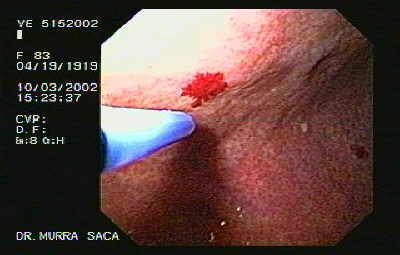 YE 5152002
F 83
04/19/1919
10/03/2002
15:23:37
CVP:
D.F:
G:H
DR.MURRA SACA